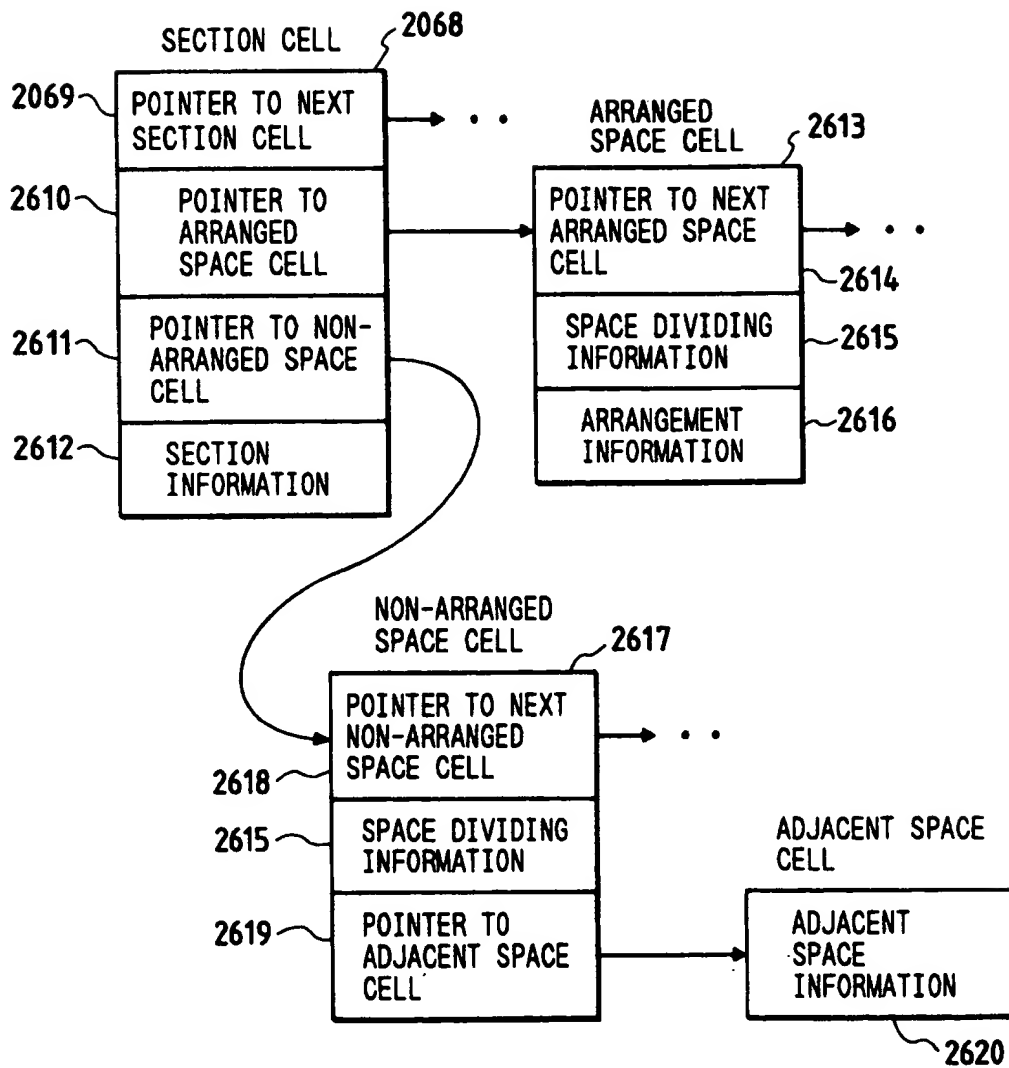 SECTION CELL
2068
2069
POINTER TO NEXT
SECTION CELL
ARRANGED
SPACE CELL
2613
2610
POINTER TO
ARRANGED
SPACE CELL
POINTER TO NEXT
ARRANGED SPACE
CELL
2614
2611
POINTER TO NON-
ARRANGED SPACE
CELL
SPACE DIVIDING
INFORMATION
2615
2612
SECTION
INFORMATION
ARRANGEMENT
INFORMATION
2616
NON-ARRANGED
SPACE CELL
2617
POINTER TO NEXT
NON-ARRANGED
SPACE CELL
2618
2615
SPACE DIVIDING
INFORMATION
ADJACENT SPACE
CELL
2619
POINTER TO
ADJACENT SPACE
CELL
ADJACENT
SPACE
INFORMATION
2620